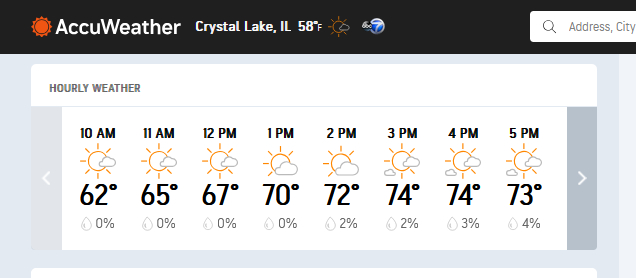 AccuWeather Crystal Lake, IL 58°F abc 7 Address, City
HOURLY WEATHER
10 AM 11 AM 12 PM 1 PM 2 PM 3 PM 4 PM 5 PM
62° 65° 67° 70° 72° 74° 74° 73°
0% 0% 0% 0% 2% 2% 3% 4%